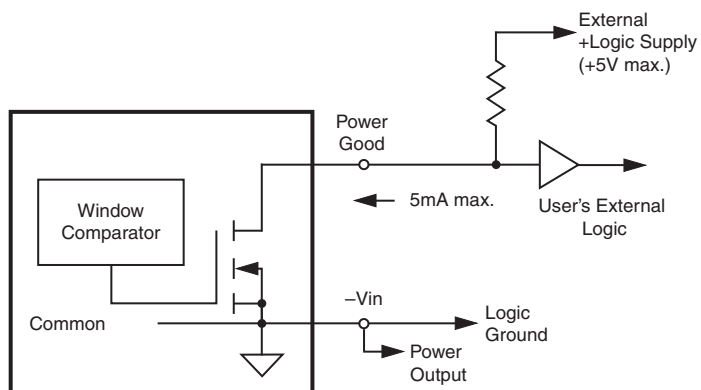 External
+Logic Supply
(+5V max.)
Power
Good
5mA max.
User's External
Logic
Window
Comparator
–Vin
Common
Logic
Ground
Power
Output